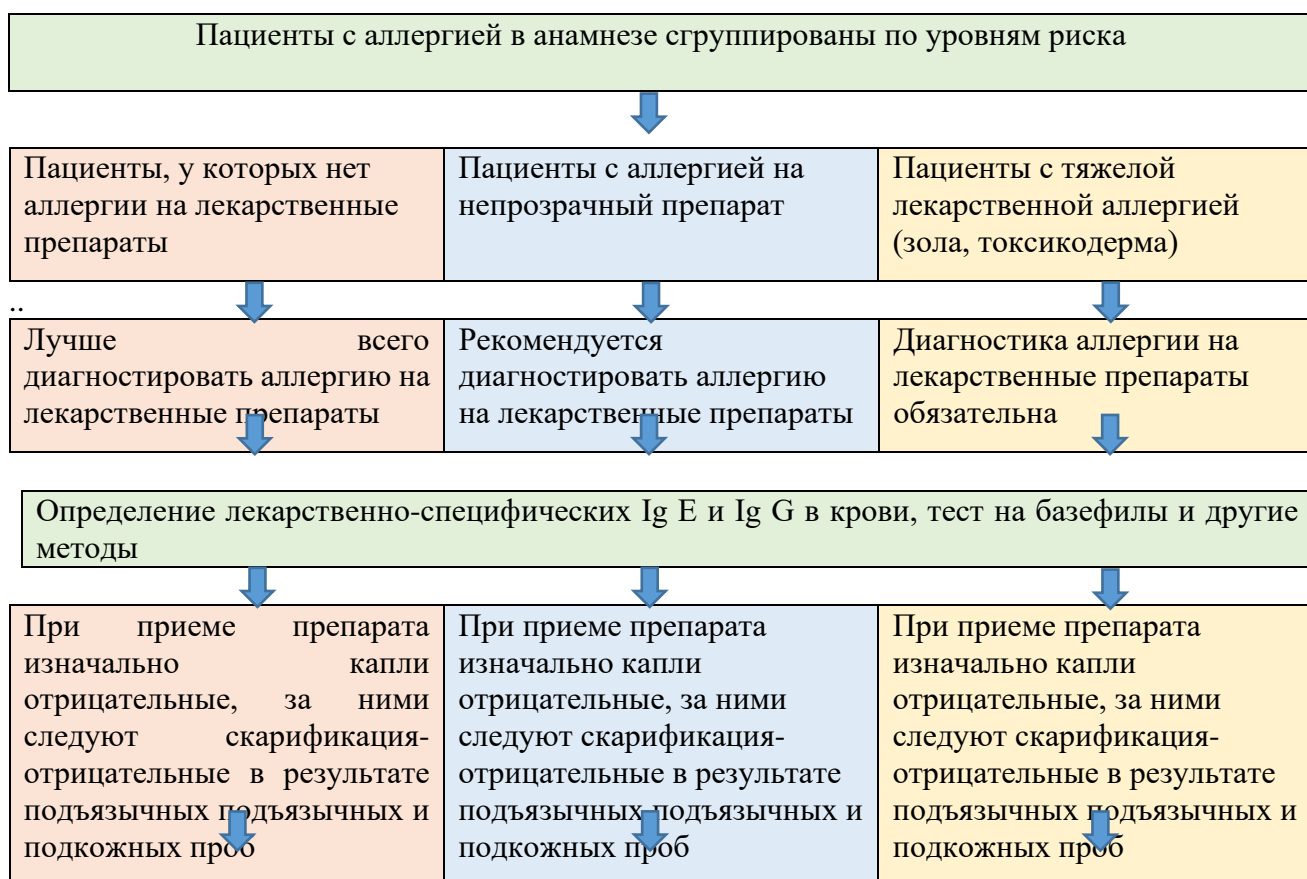 Пациенты с аллергией в анамнезе сгруппированы по уровням риска
Пациенты, у которых нет
аллергии на лекарственные
препараты
Пациенты с аллергией на
непрозрачный препарат
Пациенты с тяжелой
лекарственной аллергией
(зола, токсикодерма)
..
Лучше всего
диагностировать аллергию на
лекарственные препараты
Рекомендуется
диагностировать аллергию
на лекарственные препараты
Диагностика аллергии на
лекарственные препараты
обязательна
Определение лекарственно-специфических Ig E и Ig G в крови, тест на базефилы и другие
методы
При приеме препарата
изначально капли
отрицательные, за ними
следуют скарификация-
отрицательные в результате
подъязычных подъязычных и
подкожных проб
При приеме препарата
изначально капли
отрицательные, за ними
следуют скарификация-
отрицательные в результате
подъязычных подъязычных и
подкожных проб
При приеме препарата
изначально капли
отрицательные, за ними
следуют скарификация-
отрицательные в результате
подъязычных подъязычных и
подкожных проб